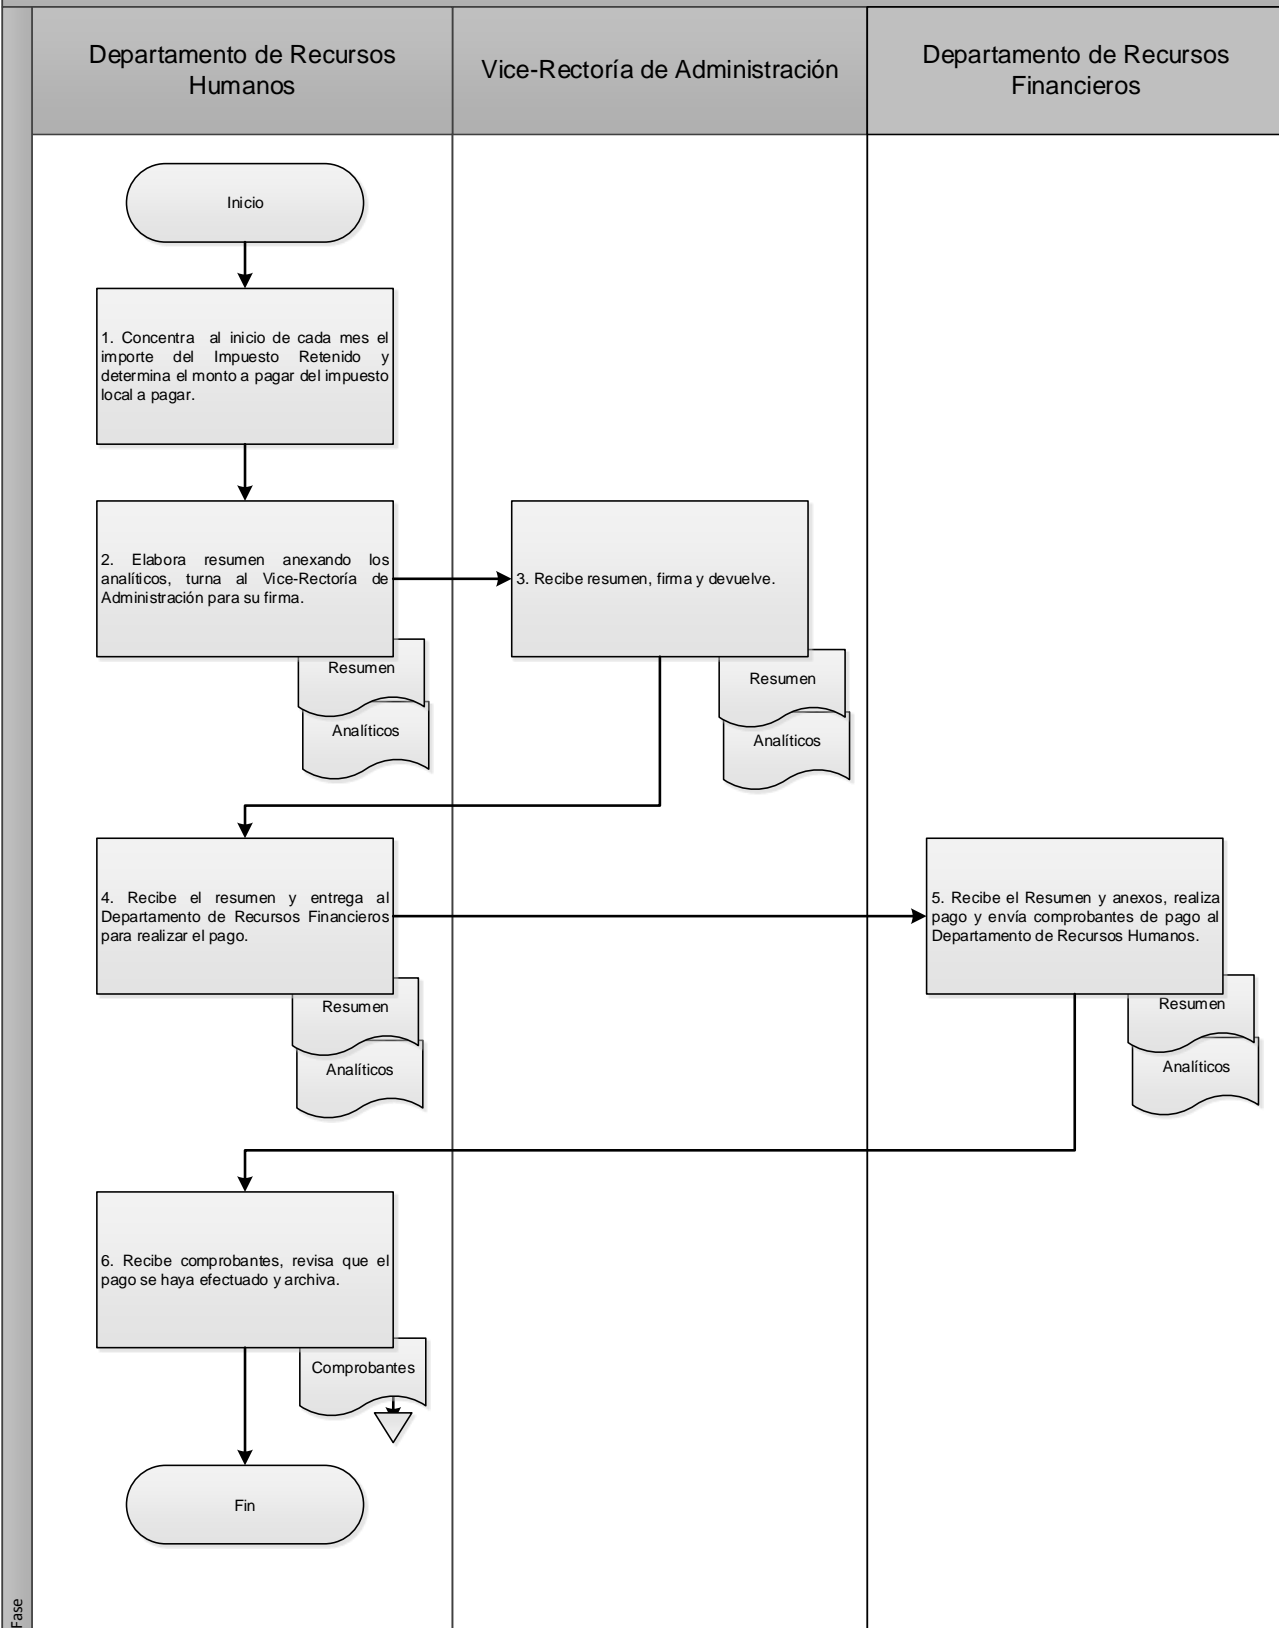 Departamento de Recursos
Humanos
Vice-Rectoría de Administración
Departamento de Recursos
Financieros
Inicio
1. Concentra al inicio de cada mes el
importe del Impuesto Retenido y
determina el monto a pagar del impuesto
local a pagar.
2. Elabora resumen anexando los
analíticos, turna al Vice-Rectoría de
Administración para su firma.
Resumen
Analíticos
3. Recibe resumen, firma y devuelve.
Resumen
Analíticos
4. Recibe el resumen y entrega al
Departamento de Recursos Financieros
para realizar el pago.
Resumen
Analíticos
5. Recibe el Resumen y anexos, realiza
pago y envía comprobantes de pago al
Departamento de Recursos Humanos.
Resumen
Analíticos
6. Recibe comprobantes, revisa que el
pago se haya efectuado y archiva.
Comprobantes
Fin
Fase